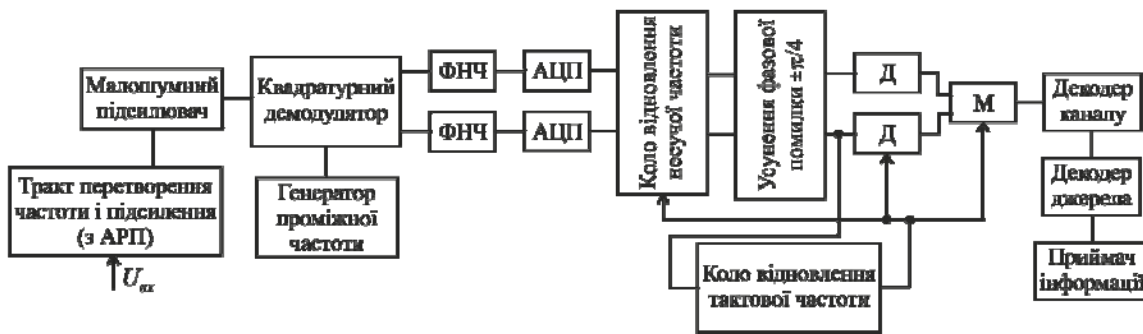 Малошумний
підсилювач
Тракт перетворення
частоти і підсилення
(з АРП)
U вх
Квадратурний
демодулятор
Генератор
проміжної
частоти
ФНЧ
АЦП
ФНЧ
АЦП
Коло відновлення
несучої частоти
Усунення фазової
помилки ±π/4
Д
Д
М
Коло відновлення
тактової частоти
Декодер
каналу
Декодер
джерела
Приймач
інформації